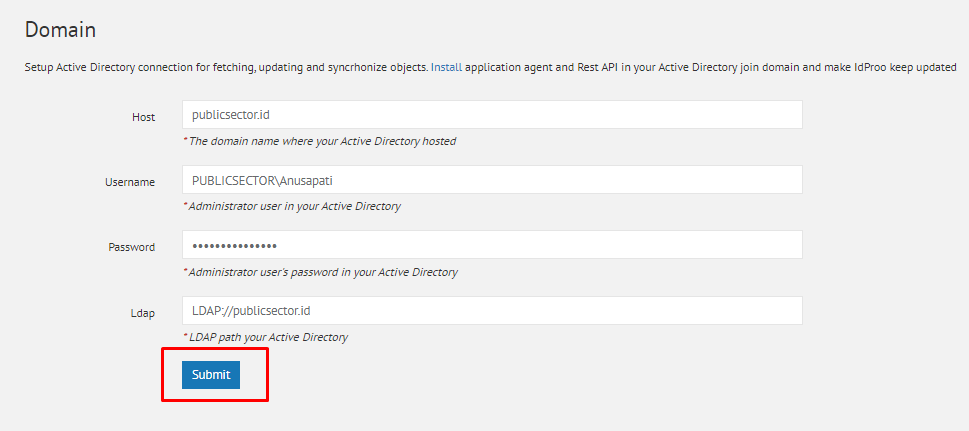 Domain
Setup Active Directory connection for fetching, updating and syncrhonize objects. Install application agent and Rest API in your Active Directory join domain and make IdProo keep updated
Host
publicsector.id
* The domain name where your Active Directory hosted
Username
PUBLICSECTOR\Anusapati
* Administrator user in your Active Directory
Password
•••••••••••••••
* Administrator user's password in your Active Directory
Ldap
LDAP://publicsector.id
* LDAP path your Active Directory
Submit